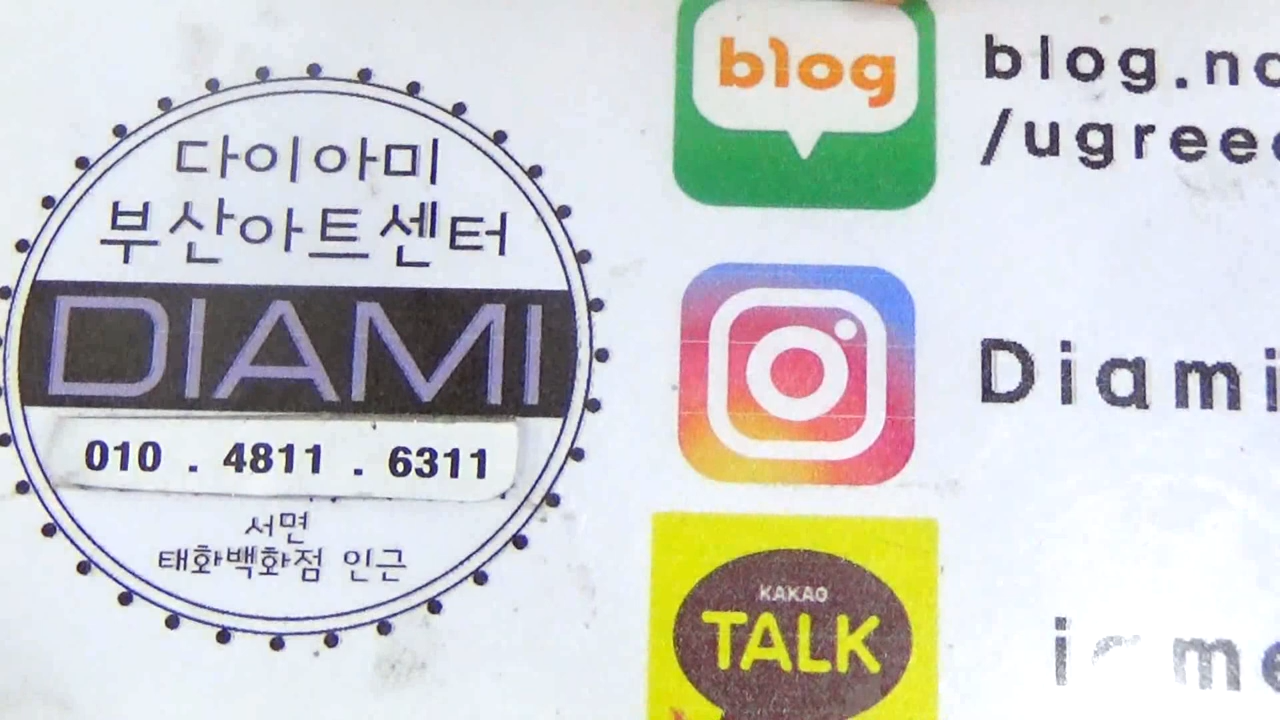 다이아미
부산아트센터
DIAMI
010 . 4811 . 6311
서면
태화백화점 인근
blog
blog.na
/ugree
Diami
KAKAO
TALK